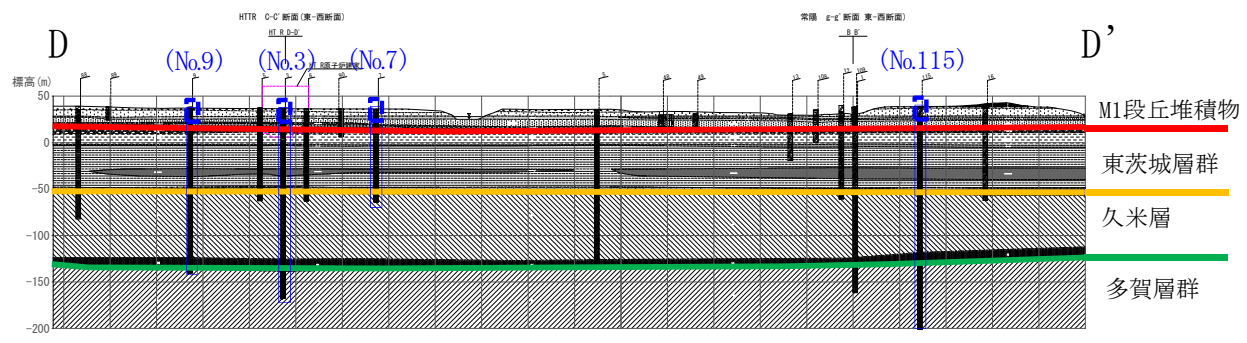 HTTR C-C' 断面(東-西断面)
常陽 g-g'断面 東-西断面)
HT R D-D'
B B'
D
D’
(No.9)
(No.3)
(No.7)
(No.115)
標高(m)
50
0
-50
-100
-150
-200
M1段丘堆積物
東茨城層群
久米層
多賀層群